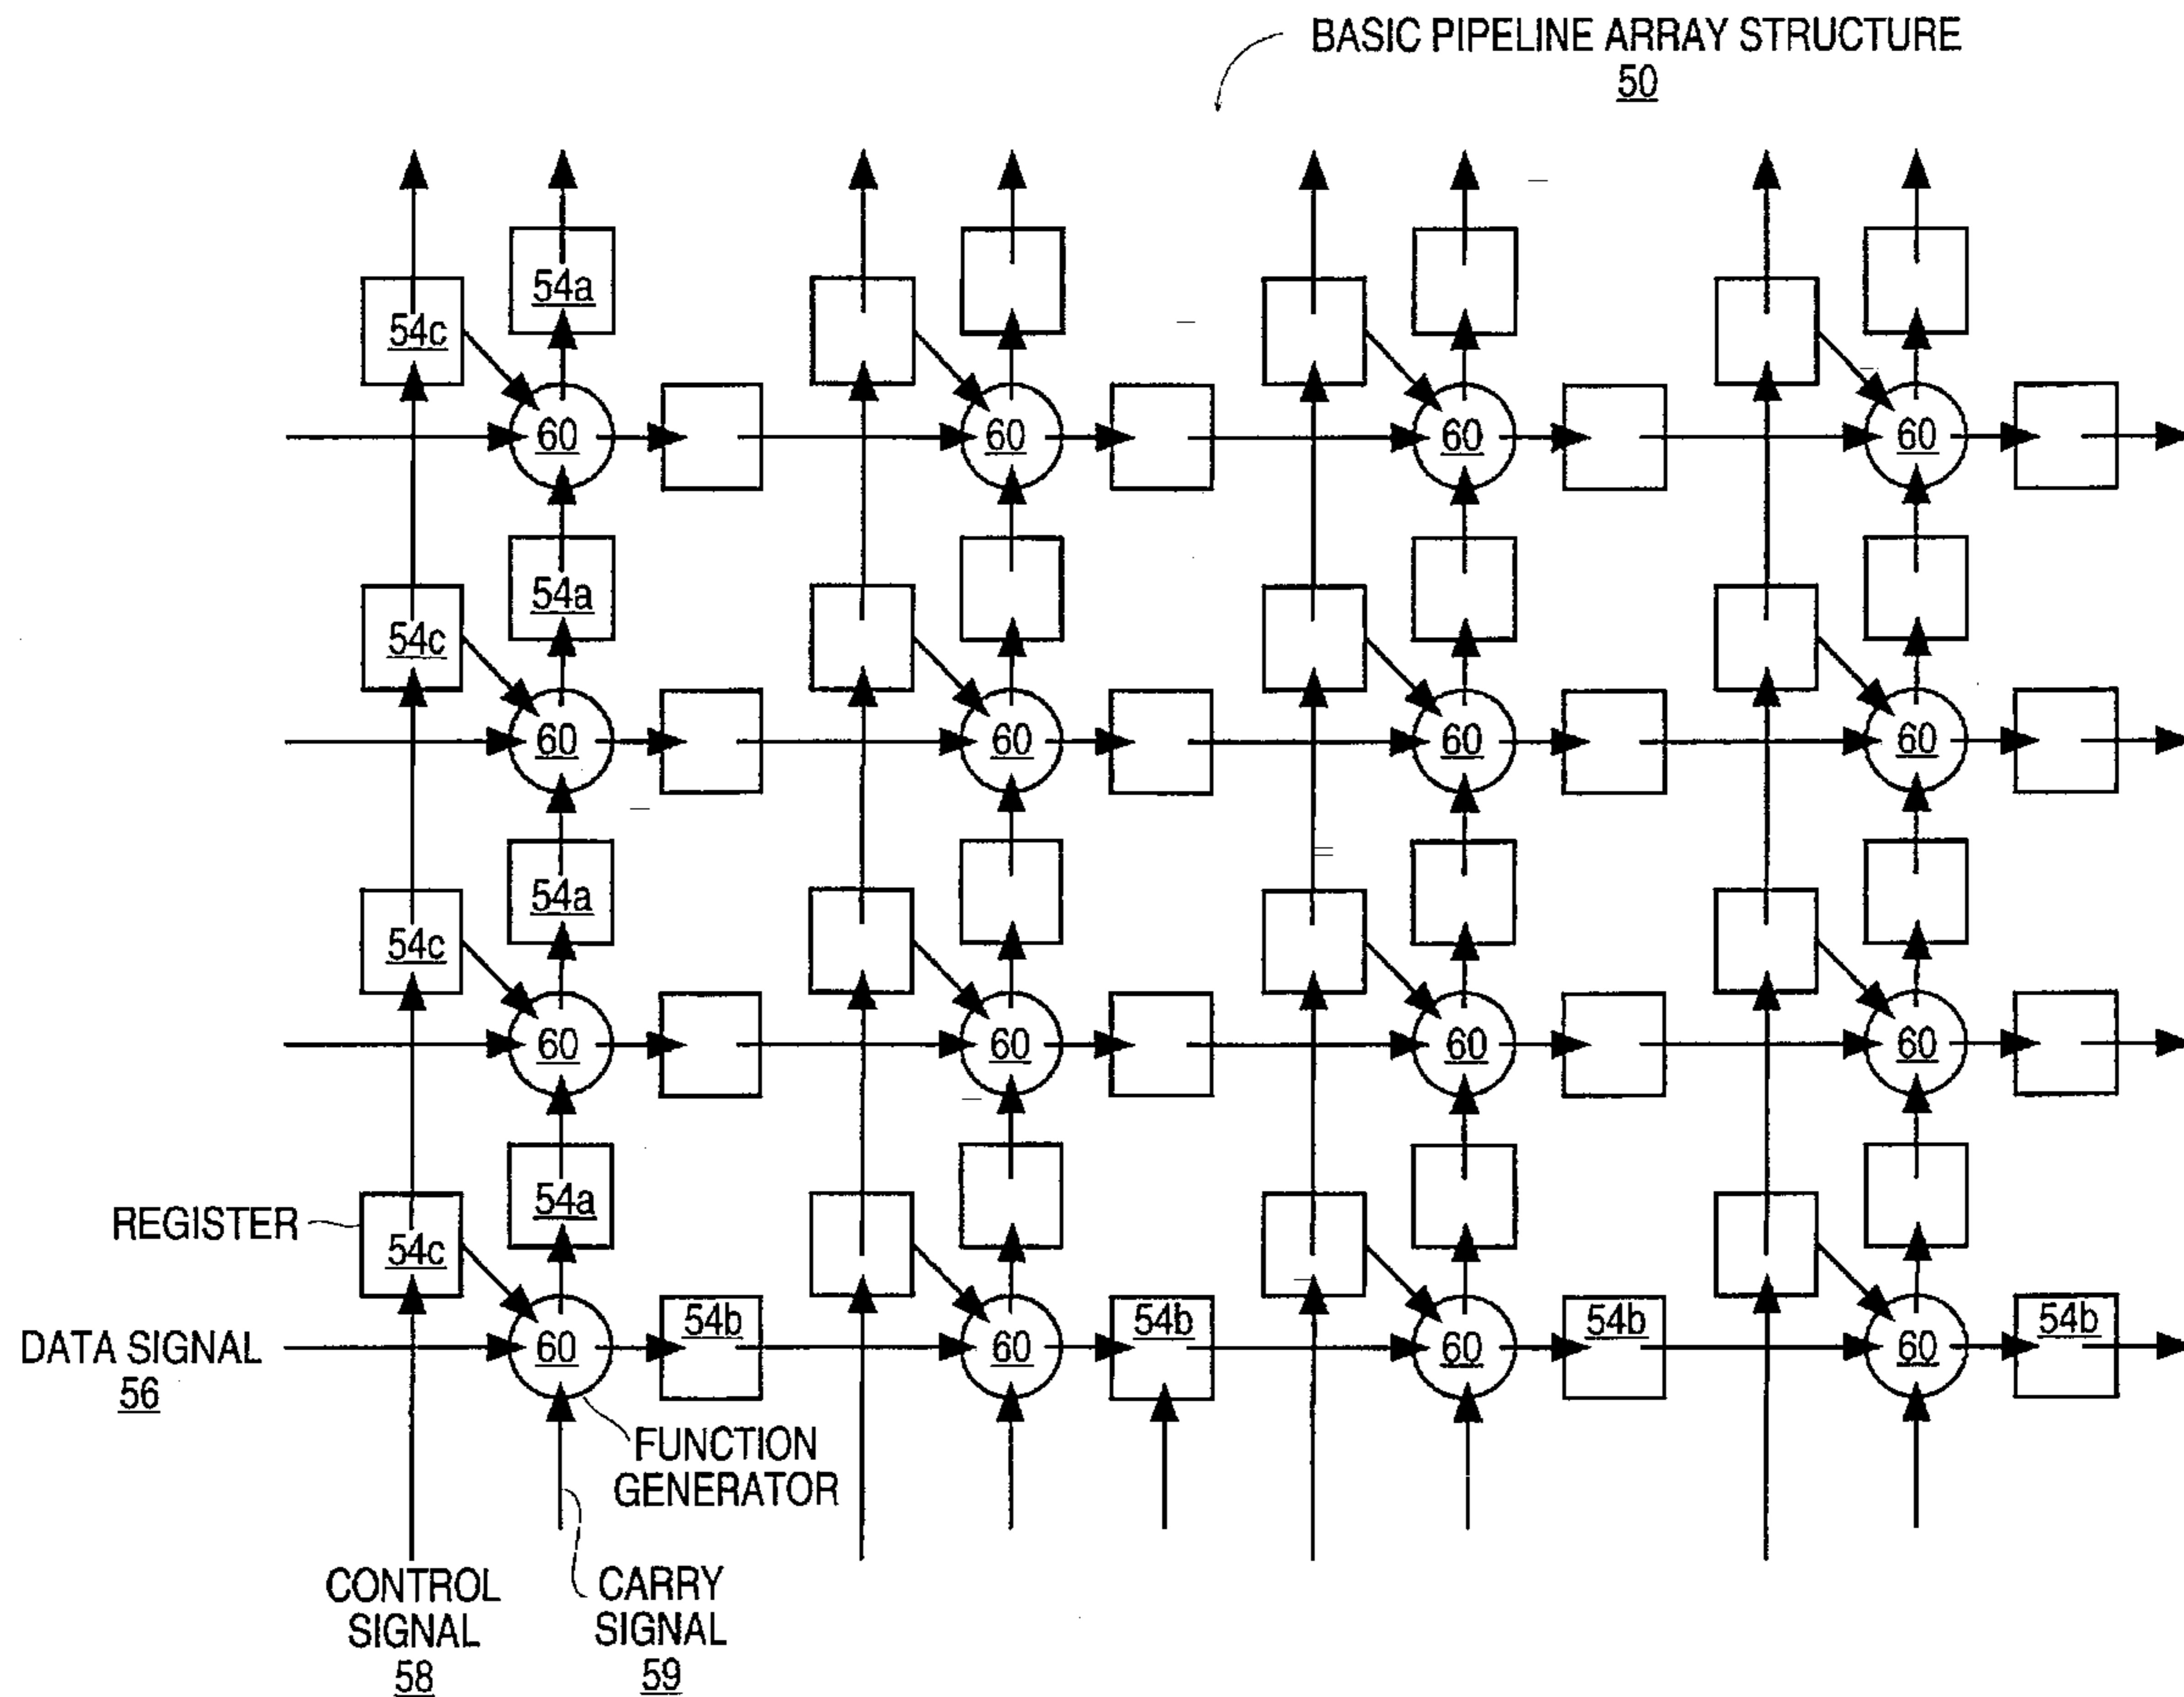 BASIC PIPELINE ARRAY STRUCTURE
50
54a
54c
60 60 60 60
54a
54c
60 60 60 60
54a
54c
60 60 60 60
54a
REGISTER
54c
54b 54b 54b 54b
DATA SIGNAL
56
60 60 60 60
FUNCTION
GENERATOR
CONTROL
SIGNAL
58
CARRY
SIGNAL
59